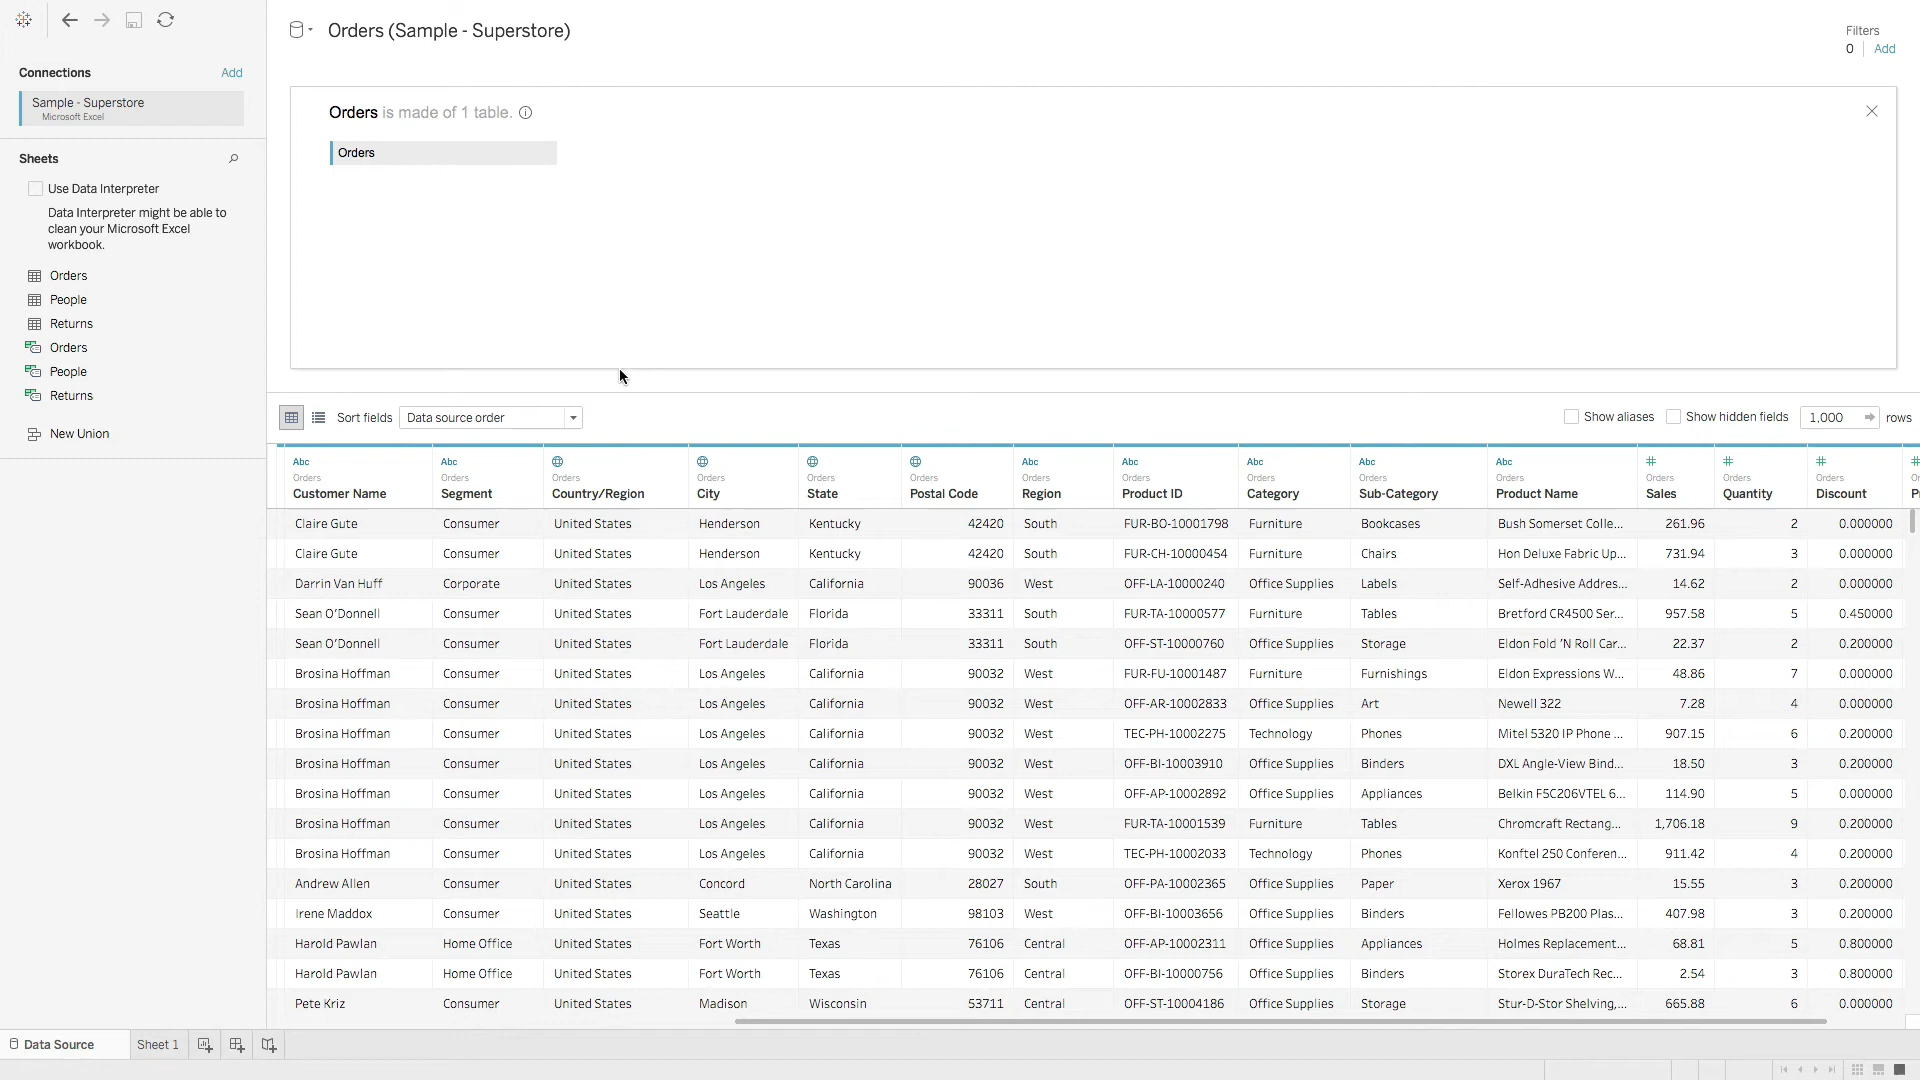 Orders (Sample - Superstore)
Filters
0 Add
Connections Add
Sample - Superstore
Microsoft Excel
Sheets
Use Data Interpreter
Data Interpreter might be able to
clean your Microsoft Excel
workbook.
Orders
People
Returns
Orders
People
Returns
New Union
Orders is made of 1 table.
Orders
Sort fields Data source order Show aliases Show hidden fields 1,000 rows
Abc Abc Abc Abc Abc Abc Abc # # # #
Orders Orders Orders Orders Orders Orders Orders Orders Orders Orders Orders Orders Orders Orders
Customer Name Segment Country/Region City State Postal Code Region Product ID Category Sub-Category Product Name Sales Quantity Discount
Claire Gute Consumer United States Henderson Kentucky 42420 South FUR-BO-10001798 Furniture Bookcases Bush Somerset Colle... 261.96 2 0.000000
Claire Gute Consumer United States Henderson Kentucky 42420 South FUR-CH-10000454 Furniture Chairs Hon Deluxe Fabric Up... 731.94 3 0.000000
Darrin Van Huff Corporate United States Los Angeles California 90036 West OFF-LA-10000240 Office Supplies Labels Self-Adhesive Addres... 14.62 2 0.000000
Sean O'Donnell Consumer United States Fort Lauderdale Florida 33311 South FUR-TA-10000577 Furniture Tables Bretford CR4500 Ser... 957.58 5 0.450000
Sean O'Donnell Consumer United States Fort Lauderdale Florida 33311 South OFF-ST-10000760 Office Supplies Storage Eldon Fold 'N Roll Car... 22.37 2 0.200000
Brosina Hoffman Consumer United States Los Angeles California 90032 West FUR-FU-10001487 Furniture Furnishings Eldon Expressions W... 48.86 7 0.000000
Brosina Hoffman Consumer United States Los Angeles California 90032 West OFF-AR-10002833 Office Supplies Art Newell 322 7.28 4 0.000000
Brosina Hoffman Consumer United States Los Angeles California 90032 West TEC-PH-10002275 Technology Phones Mitel 5320 IP Phone ... 907.15 6 0.200000
Brosina Hoffman Consumer United States Los Angeles California 90032 West OFF-BI-10003910 Office Supplies Binders DXL Angle-View Bind... 18.50 3 0.200000
Brosina Hoffman Consumer United States Los Angeles California 90032 West OFF-AP-10002892 Office Supplies Appliances Belkin F5C206VTEL 6... 114.90 5 0.000000
Brosina Hoffman Consumer United States Los Angeles California 90032 West FUR-TA-10001539 Furniture Tables Chromcraft Rectang... 1,706.18 9 0.200000
Brosina Hoffman Consumer United States Los Angeles California 90032 West TEC-PH-10002033 Technology Phones Konftel 250 Conferen... 911.42 4 0.200000
Andrew Allen Consumer United States Concord North Carolina 28027 South OFF-PA-10002365 Office Supplies Paper Xerox 1967 15.55 3 0.200000
Irene Maddox Consumer United States Seattle Washington 98103 West OFF-BI-10003656 Office Supplies Binders Fellowes PB200 Plas... 407.98 3 0.200000
Harold Pawlan Home Office United States Fort Worth Texas 76106 Central OFF-AP-10002311 Office Supplies Appliances Holmes Replacement... 68.81 5 0.800000
Harold Pawlan Home Office United States Fort Worth Texas 76106 Central OFF-BI-10000756 Office Supplies Binders Storex DuraTech Rec... 2.54 3 0.800000
Pete Kriz Consumer United States Madison Wisconsin 53711 Central OFF-ST-10004186 Office Supplies Storage Stur-D-Stor Shelving,... 665.88 6 0.000000
Data Source Sheet 1